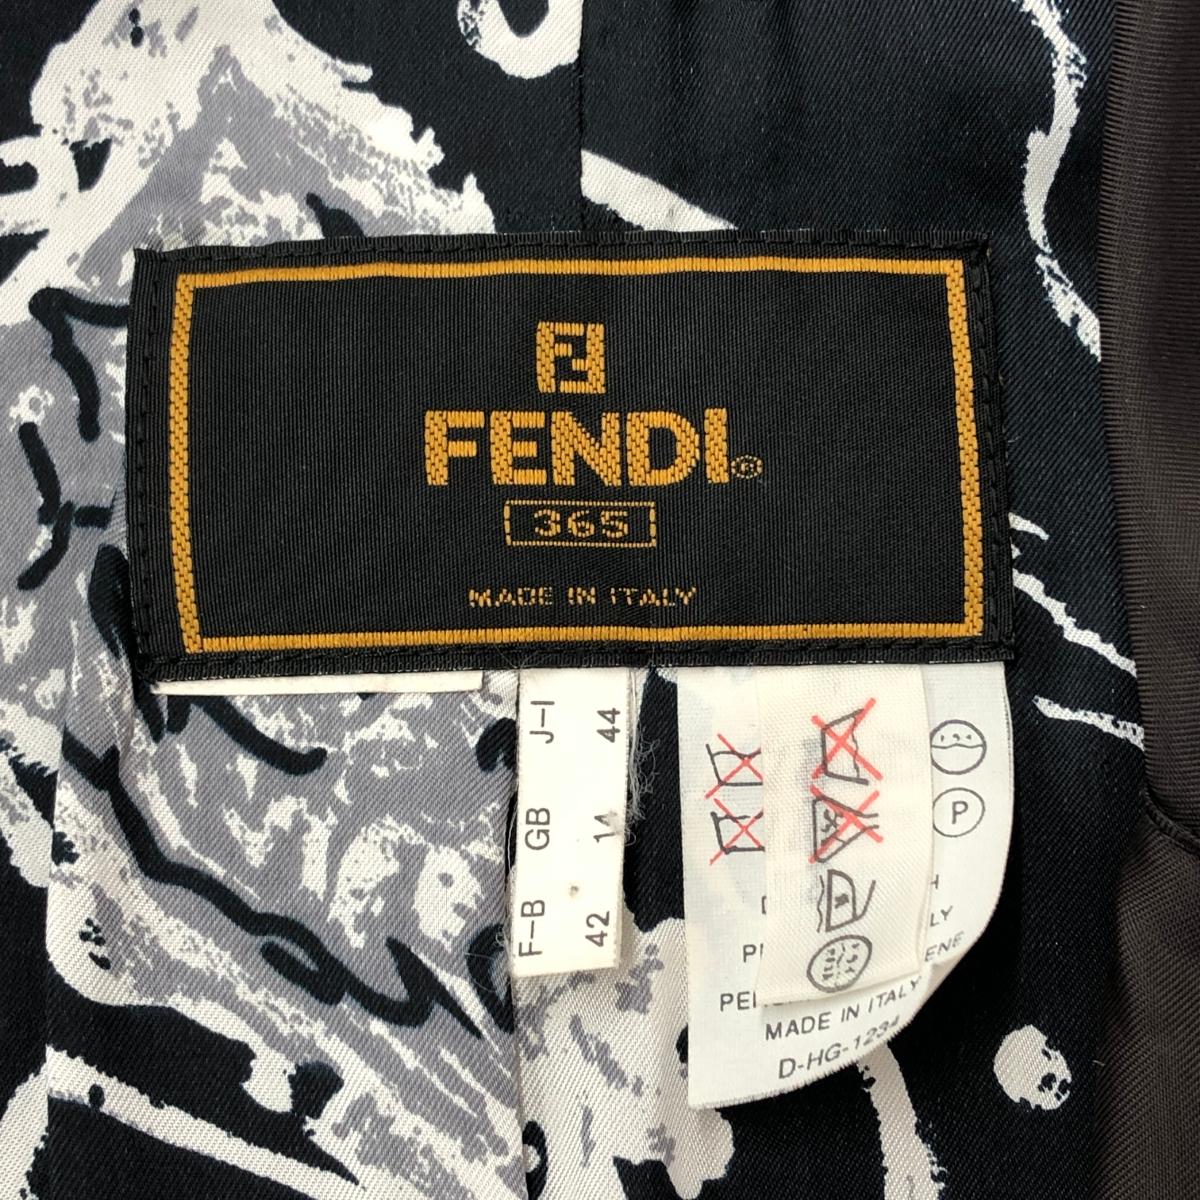 FENDI®
365
MADE IN ITALY
J-I 44
GB 14
F-B 42
P
MADE IN ITALY
D-HG-1234